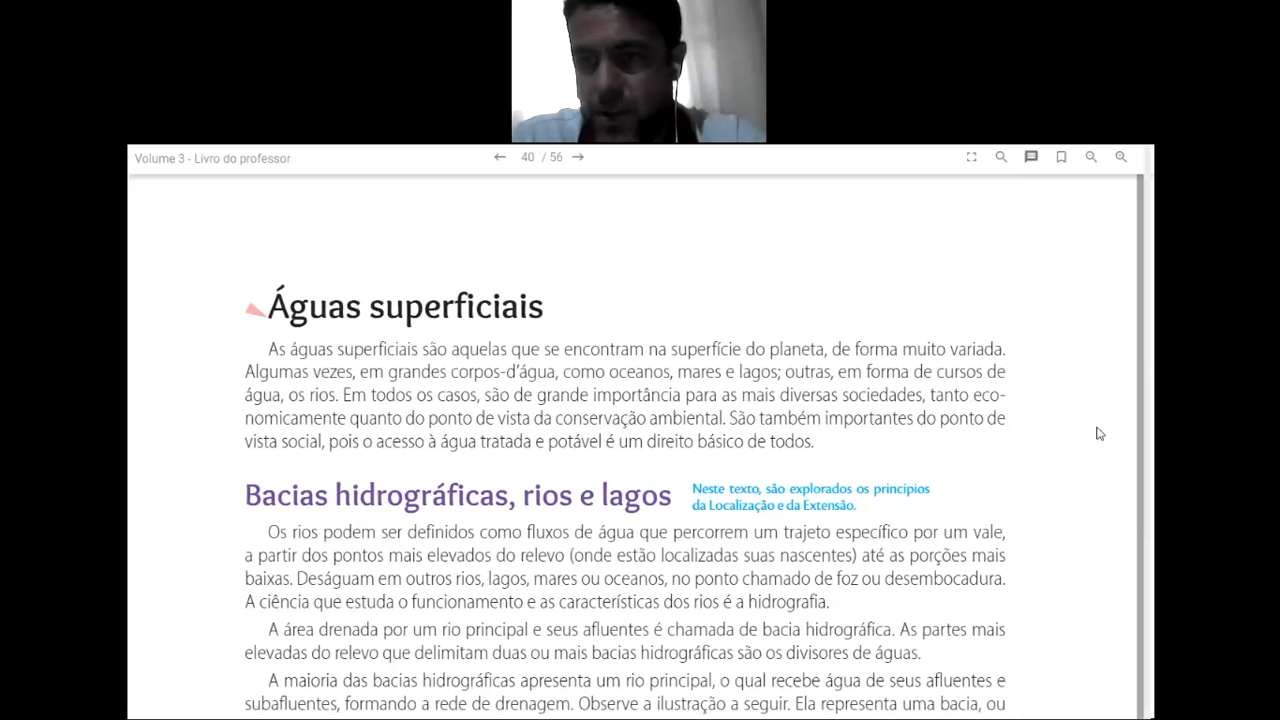 Volume 3 - Livro do professor
40 / 56
Águas superficiais
As águas superficiais são aquelas que se encontram na superfície do planeta, de forma muito variada.
Algumas vezes, em grandes corpos-d'água, como oceanos, mares e lagos; outras, em forma de cursos de
água, os rios. Em todos os casos, são de grande importância para as mais diversas sociedades, tanto eco-
nomicamente quanto do ponto de vista da conservação ambiental. São também importantes do ponto de
vista social, pois o acesso à água tratada e potável é um direito básico de todos.
Bacias hidrográficas, rios e lagos
Neste texto, são explorados os princípios
da Localização e da Extensão.
Os rios podem ser definidos como fluxos de água que percorrem um trajeto específico por um vale,
a partir dos pontos mais elevados do relevo (onde estão localizadas suas nascentes) até as porções mais
baixas. Deságuam em outros rios, lagos, mares ou oceanos, no ponto chamado de foz ou desembocadura.
A ciência que estuda o funcionamento e as características dos rios é a hidrografia.
A área drenada por um rio principal e seus afluentes é chamada de bacia hidrográfica. As partes mais
elevadas do relevo que delimitam duas ou mais bacias hidrográficas são os divisores de águas.
A maioria das bacias hidrográficas apresenta um rio principal, o qual recebe água de seus afluentes e
subafluentes, formando a rede de drenagem. Observe a ilustração a seguir. Ela representa uma bacia, ou